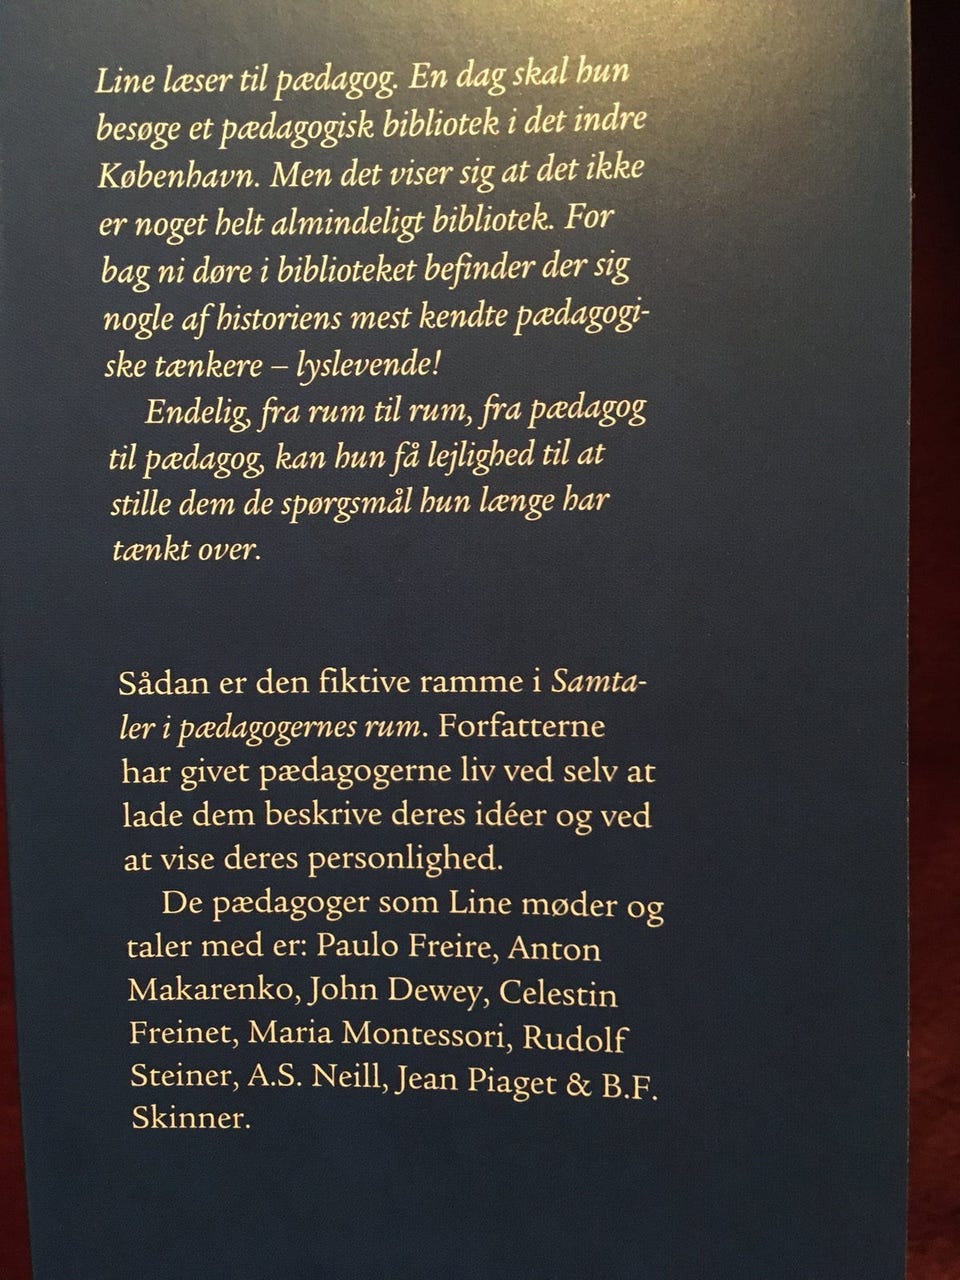 Line læser til pædagog. En dag skal hun
besøge et pædagogisk bibliotek i det indre
København. Men det viser sig at det ikke
er noget helt almindeligt bibliotek. For
bag ni døre i biblioteket befinder der sig
nogle af historiens mest kendte pædagogi-
ske tænkere – lyslevende!
Endelig, fra rum til rum, fra pædagog
til pædagog, kan hun få lejlighed til at
stille dem de spørgsmål hun længe har
tænkt over.
Sådan er den fiktive ramme i Samta-
ler i pædagogernes rum. Forfatterne
har givet pædagogerne liv ved selv at
lade dem beskrive deres idéer og ved
at vise deres personlighed.
De pædagoger som Line møder og
taler med er: Paulo Freire, Anton
Makarenko, John Dewey, Celestin
Freinet, Maria Montessori, Rudolf
Steiner, A.S. Neill, Jean Piaget & B.F.
Skinner.